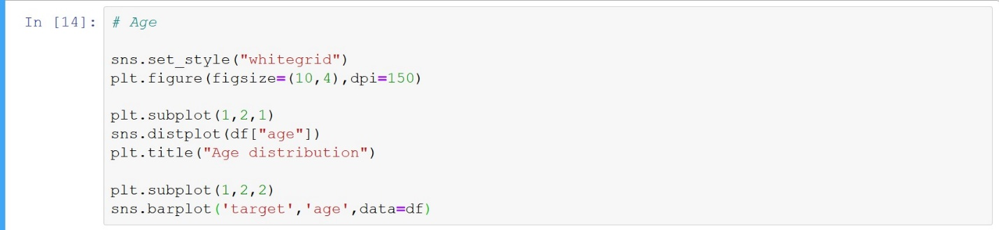 In [14]: # Age
sns.set_style("whitegrid")
plt.figure(figsize=(10,4),dpi=150)
plt.subplot(1,2,1)
sns.distplot(df["age"])
plt.title("Age distribution")
plt.subplot(1,2,2)
sns.barplot('target','age',data=df)